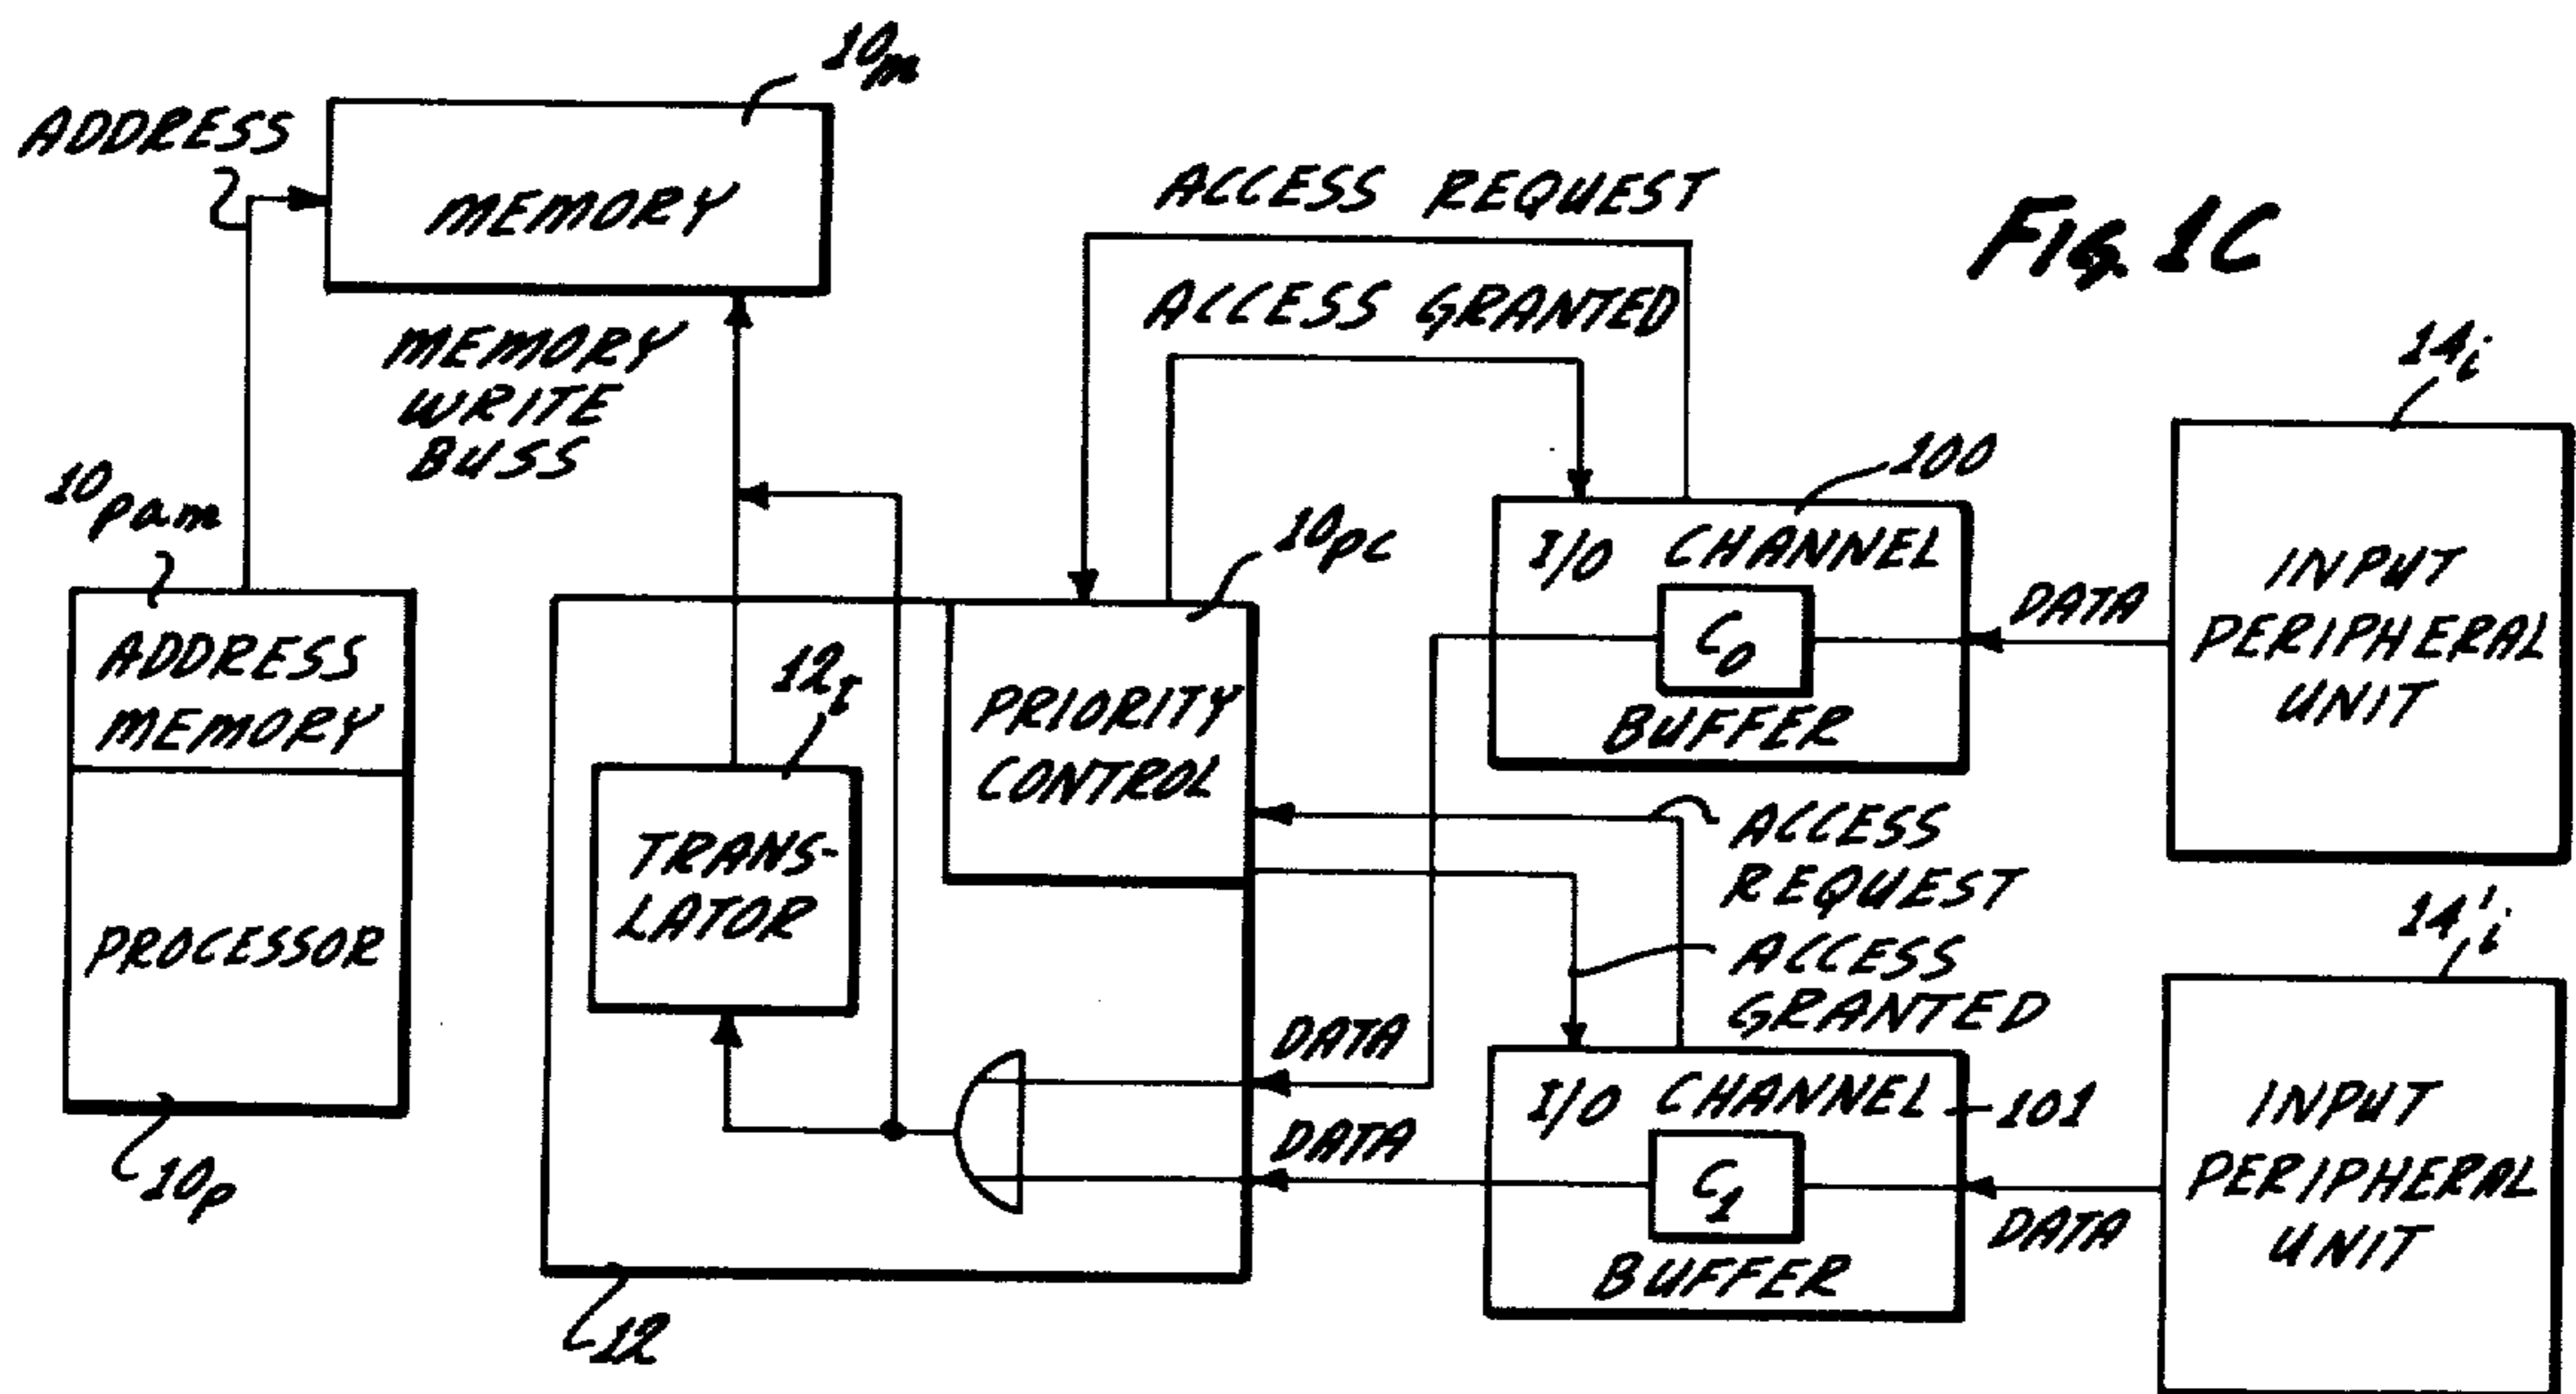 10m
ADDRESS
MEMORY
ACCESS REQUEST
FIG. 1C
ACCESS GRANTED
MEMORY
WRITE
BUSS
14i
10pam
10pc
100
I/O CHANNEL
C0
BUFFER
DATA
INPUT
PERIPHERAL
UNIT
ADDRESS
MEMORY
PROCESSOR
10p
12t
TRANS-
LATOR
PRIORITY
CONTROL
ACCESS
REQUEST
ACCESS
GRANTED
14'i
DATA
DATA
I/O CHANNEL
101
C1
BUFFER
DATA
INPUT
PERIPHERAL
UNIT
12